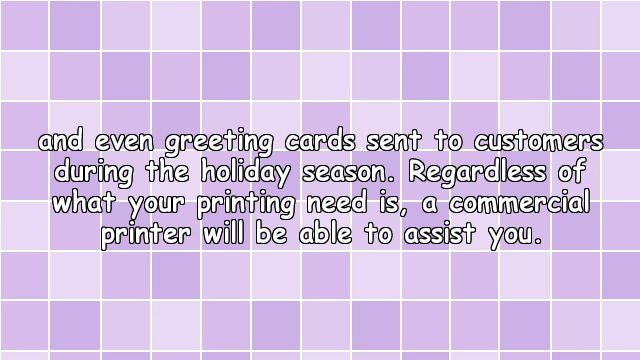 and even greeting cards sent to customers
during the holiday season. Regardless of
what your printing need is, a commercial
printer will be able to assist you.